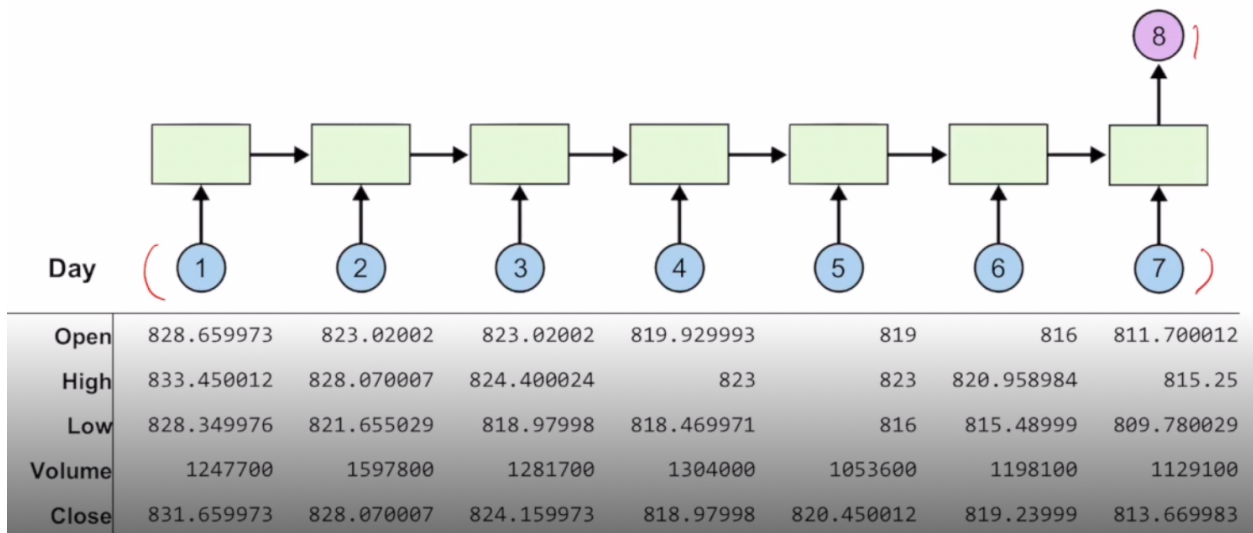 8
Day 1 2 3 4 5 6 7
Open 828.659973 823.02002 823.02002 819.929993 819 816 811.700012
High 833.450012 828.070007 824.400024 823 823 820.958984 815.25
Low 828.349976 821.655029 818.97998 818.469971 816 815.48999 809.780029
Volume 1247700 1597800 1281700 1304000 1053600 1198100 1129100
Close 831.659973 828.070007 824.159973 818.97998 820.450012 819.23999 813.669983